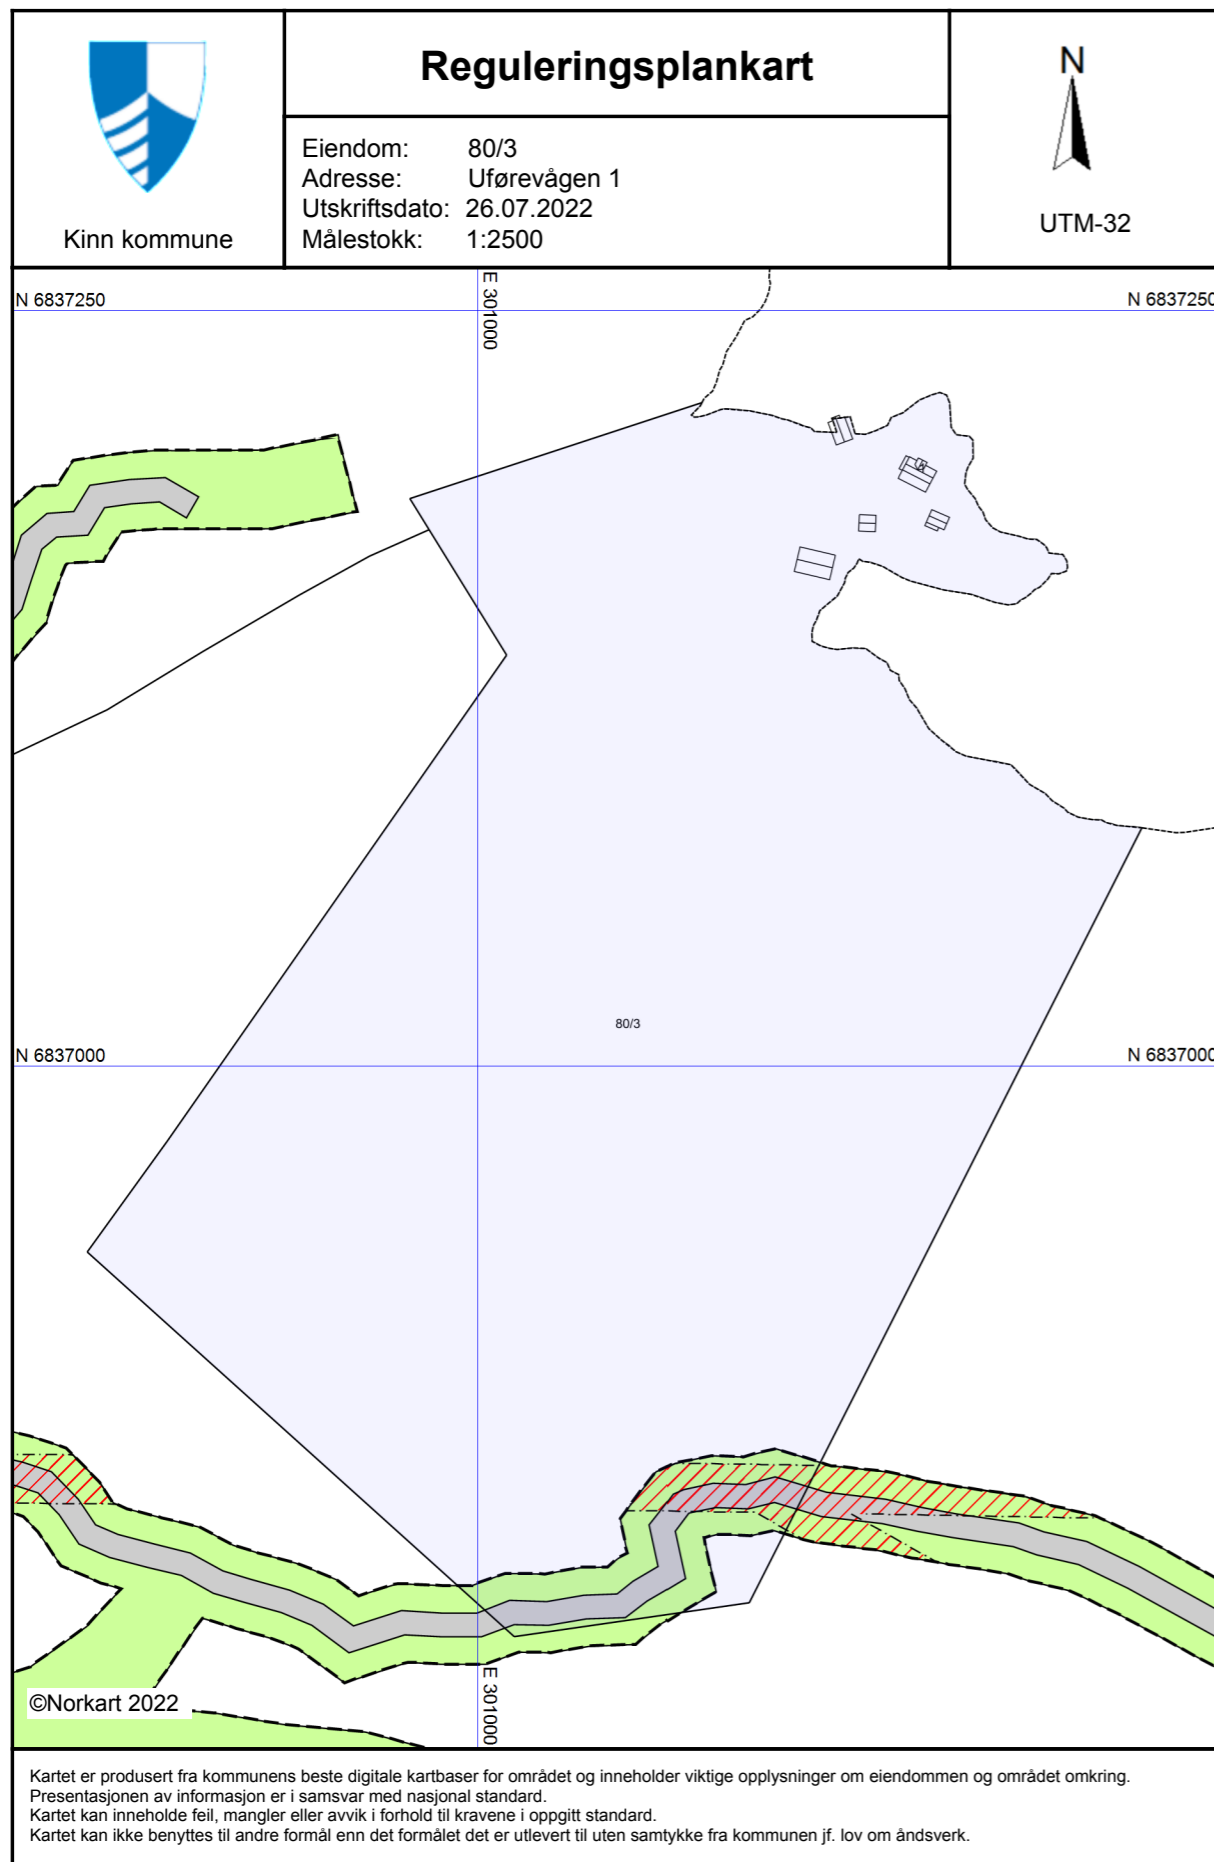 Reguleringsplankart
N
Eiendom: 80/3
Adresse: Uførevågen 1
Utskriftsdato: 26.07.2022
Målestokk: 1:2500
Kinn kommune
UTM-32
N 6837250
E 301000
N 6837250
80/3
N 6837000
N 6837000
E 301000
©Norkart 2022
Kartet er produsert fra kommunens beste digitale kartbaser for området og inneholder viktige opplysninger om eiendommen og området omkring.
Presentasjonen av informasjon er i samsvar med nasjonal standard.
Kartet kan inneholde feil, mangler eller avvik i forhold til kravene i oppgitt standard.
Kartet kan ikke benyttes til andre formål enn det formålet det er utlevert til uten samtykke fra kommunen jf. lov om åndsverk.